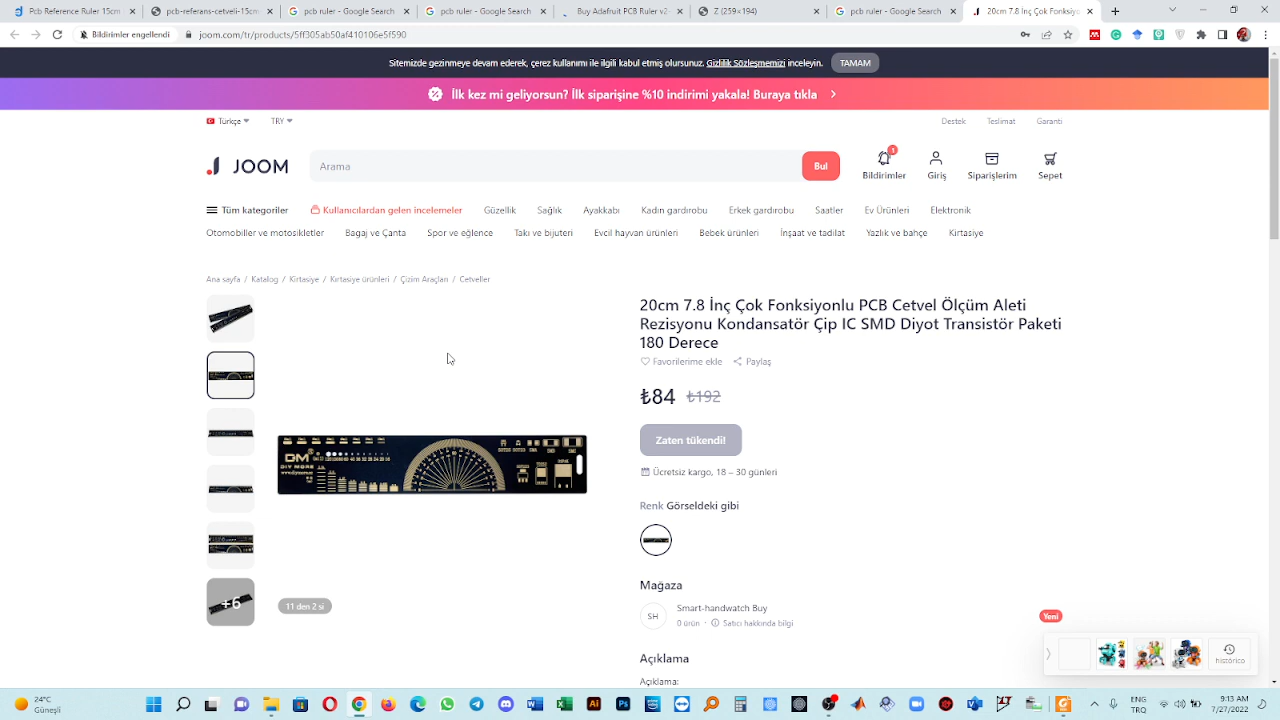 Pcb Reference Ruler 15cm
pcb-referans-cetveli-15cm
pcb ruler - Google Search
pcb ruler - Google Search
Buy Adafruit PCB Ruler v2
Z (259×194)
pcb ruler - Google Search
20cm 7.8 İnç Çok Fonksiyo
Bildirimler engellendi
joom.com/tr/products/5ff305ab50af410106e5f590
Sitemizde gezinmeye devam ederek, çerez kullanımı ile ilgili kabul etmiş olursunuz. Gizlilik Sözleşmemizi inceleyin.
TAMAM
İlk kez mi geliyorsun? İlk siparişine %10 indirimi yakala! Buraya tıkla
Türkçe
TRY
Destek
Teslimat
Garanti
JOOM
Arama
Bul
1
Bildirimler
Giriş
Siparişlerim
Sepet
Tüm kategoriler
Kullanıcılardan gelen incelemeler
Güzellik
Sağlık
Ayakkabı
Kadın gardırobu
Erkek gardırobu
Saatler
Ev Ürünleri
Elektronik
Otomobiller ve motosikletler
Bagaj ve Çanta
Spor ve eğlence
Takı ve bijuteri
Evcil hayvan ürünleri
Bebek ürünleri
İnşaat ve tadilat
Yazlık ve bahçe
Kırtasiye
Ana sayfa / Katalog / Kırtasiye / Kırtasiye ürünleri / Çizim Araçları / Cetveller
20cm 7.8 İnç Çok Fonksiyonlu PCB Cetvel Ölçüm Aleti
Rezisyonu Kondansatör Çip IC SMD Diyot Transistör Paketi
180 Derece
Favorilerime ekle
Paylaş
₺84
₺192
Zaten tükendi!
Ücretsiz kargo, 18 – 30 günleri
Renk Görseldeki gibi
DM
DIY MORE
+6
11 den 2 si
Mağaza
SH
Smart-handwatch Buy
0 ürün · Satıcı hakkında bilgi
Açıklama
Açıklama:
Yeni
histórico
24°C
Güneşli
ENG
TRQ
9:13 AM
7/27/2022